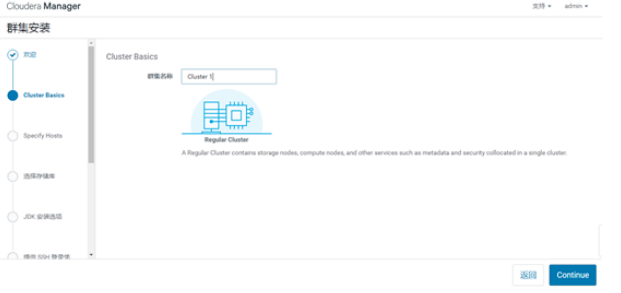 Cloudera Manager
支持
admin
群集安装
欢迎
Cluster Basics
Specify Hosts
选择存储库
JDK 安装选项
提供 SSH 登录信
Cluster Basics
群集名称
Cluster 1
Regular Cluster
A Regular Cluster contains storage nodes, compute nodes, and other services such as metadata and security collocated in a single cluster.
返回
Continue